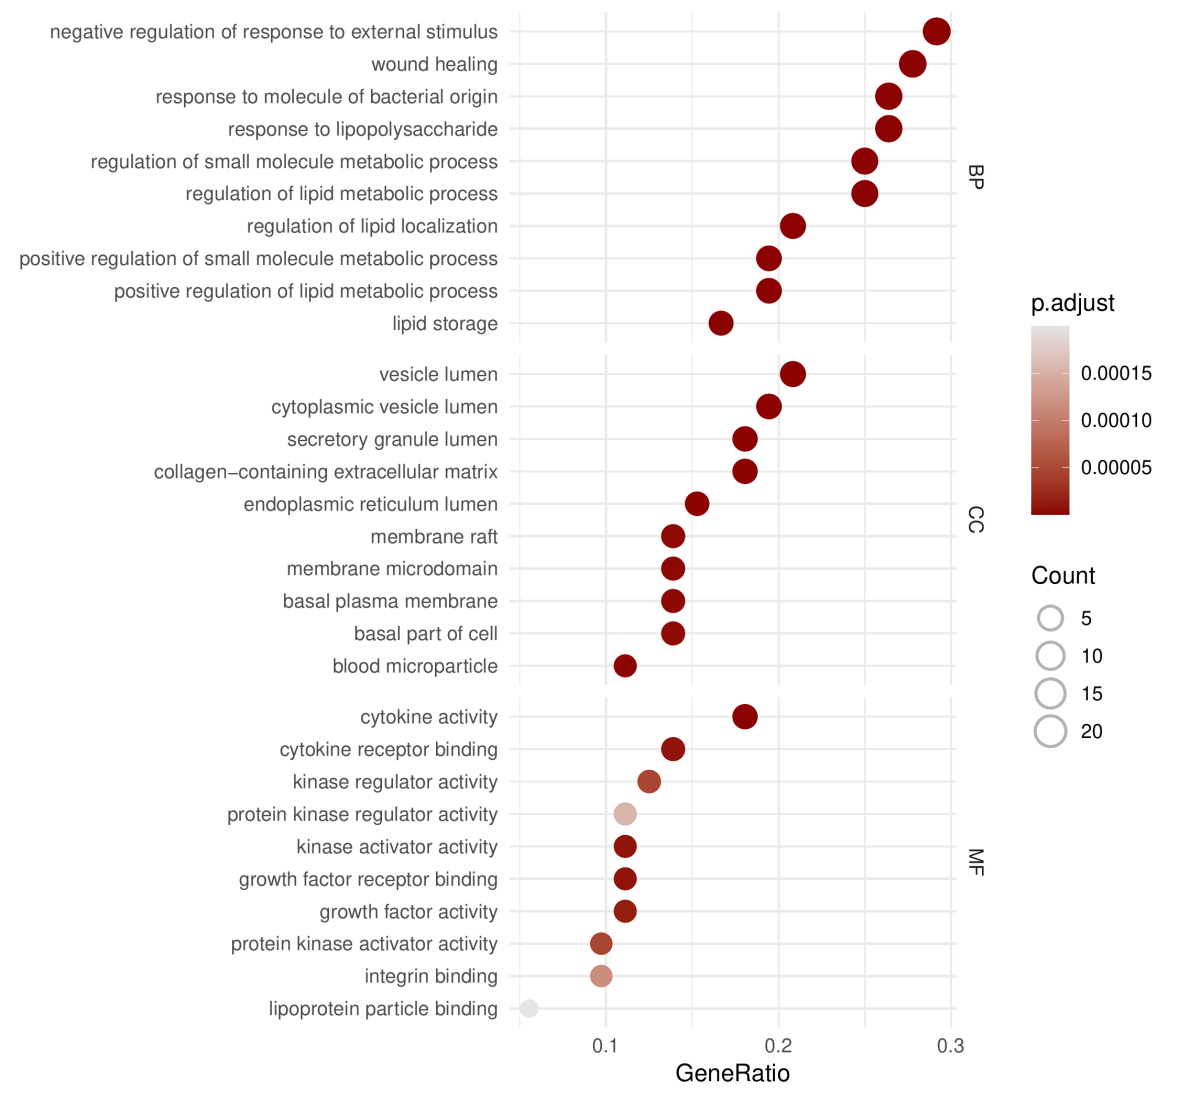 negative regulation of response to external stimulus
wound healing
response to molecule of bacterial origin
response to lipopolysaccharide
regulation of small molecule metabolic process
regulation of lipid metabolic process
regulation of lipid localization
positive regulation of small molecule metabolic process
positive regulation of lipid metabolic process
lipid storage
BP
vesicle lumen
cytoplasmic vesicle lumen
secretory granule lumen
collagen−containing extracellular matrix
endoplasmic reticulum lumen
membrane raft
membrane microdomain
basal plasma membrane
basal part of cell
blood microparticle
CC
cytokine activity
cytokine receptor binding
kinase regulator activity
protein kinase regulator activity
kinase activator activity
growth factor receptor binding
growth factor activity
protein kinase activator activity
integrin binding
lipoprotein particle binding
MF
0.1 0.2 0.3
GeneRatio
p.adjust
0.00015
0.00010
0.00005
Count
5
10
15
20